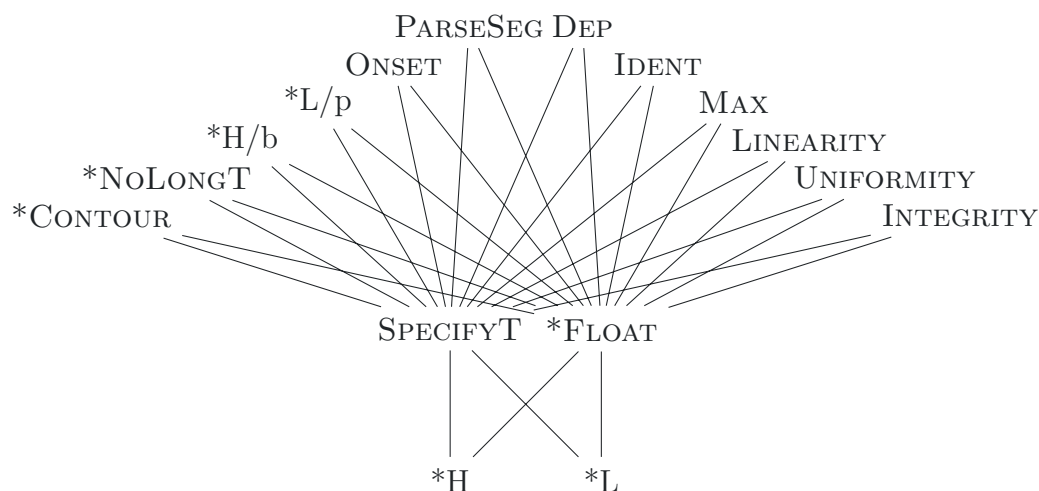 ParseSeg Dep
Onset Ident
*L/p Max
*H/b Linearity
*NoLongT Uniformity
*Contour Integrity
SpecifyT *Float
*H *L